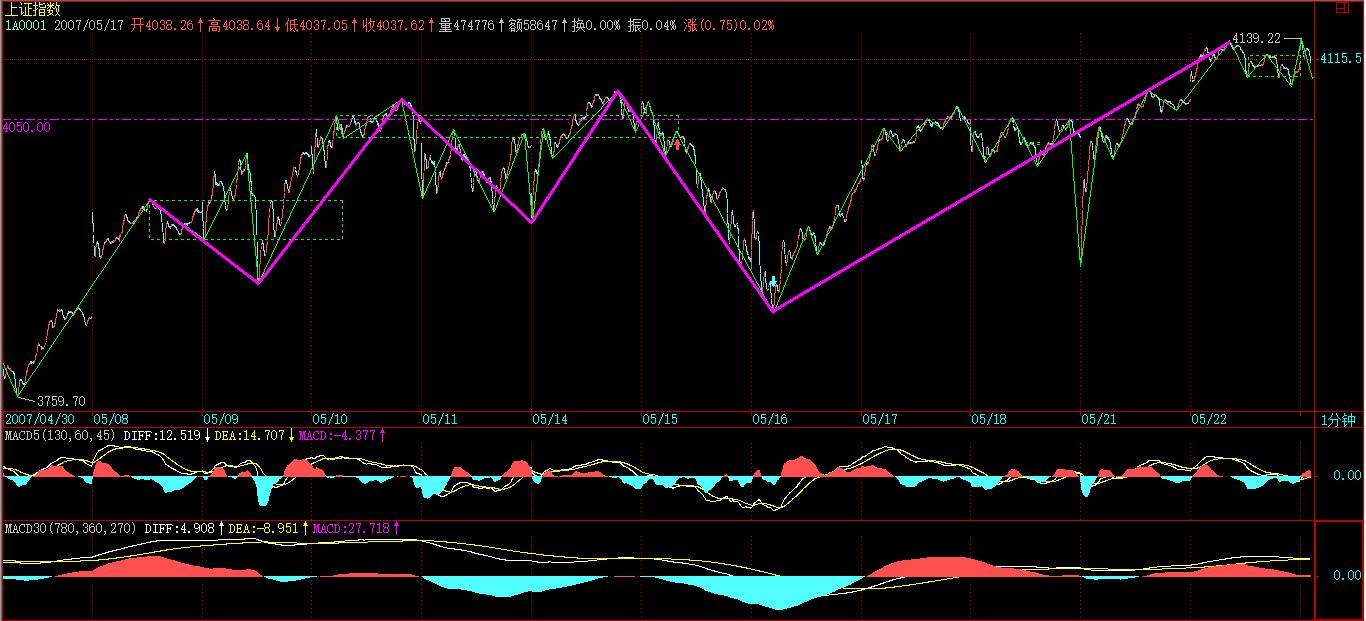 上证指数
1A0001 2007/05/17 开4038.26↑高4038.64↓低4037.05↑收4037.62↑量474776↑额58647↑换0.00% 振0.04% 涨(0.75)0.02%
4139.22
4115.5
4050.00
3759.70
2007/04/30 05/08 05/09 05/10 05/11 05/14 05/15 05/16 05/17 05/18 05/21 05/22 1分钟
MACD5(130,60,45) DIFF:12.519↓DEA:14.707↓MACD:-4.377↑
0.00
MACD30(780,360,270) DIFF:4.908↑DEA:-8.951↑MACD:27.718↑
0.00